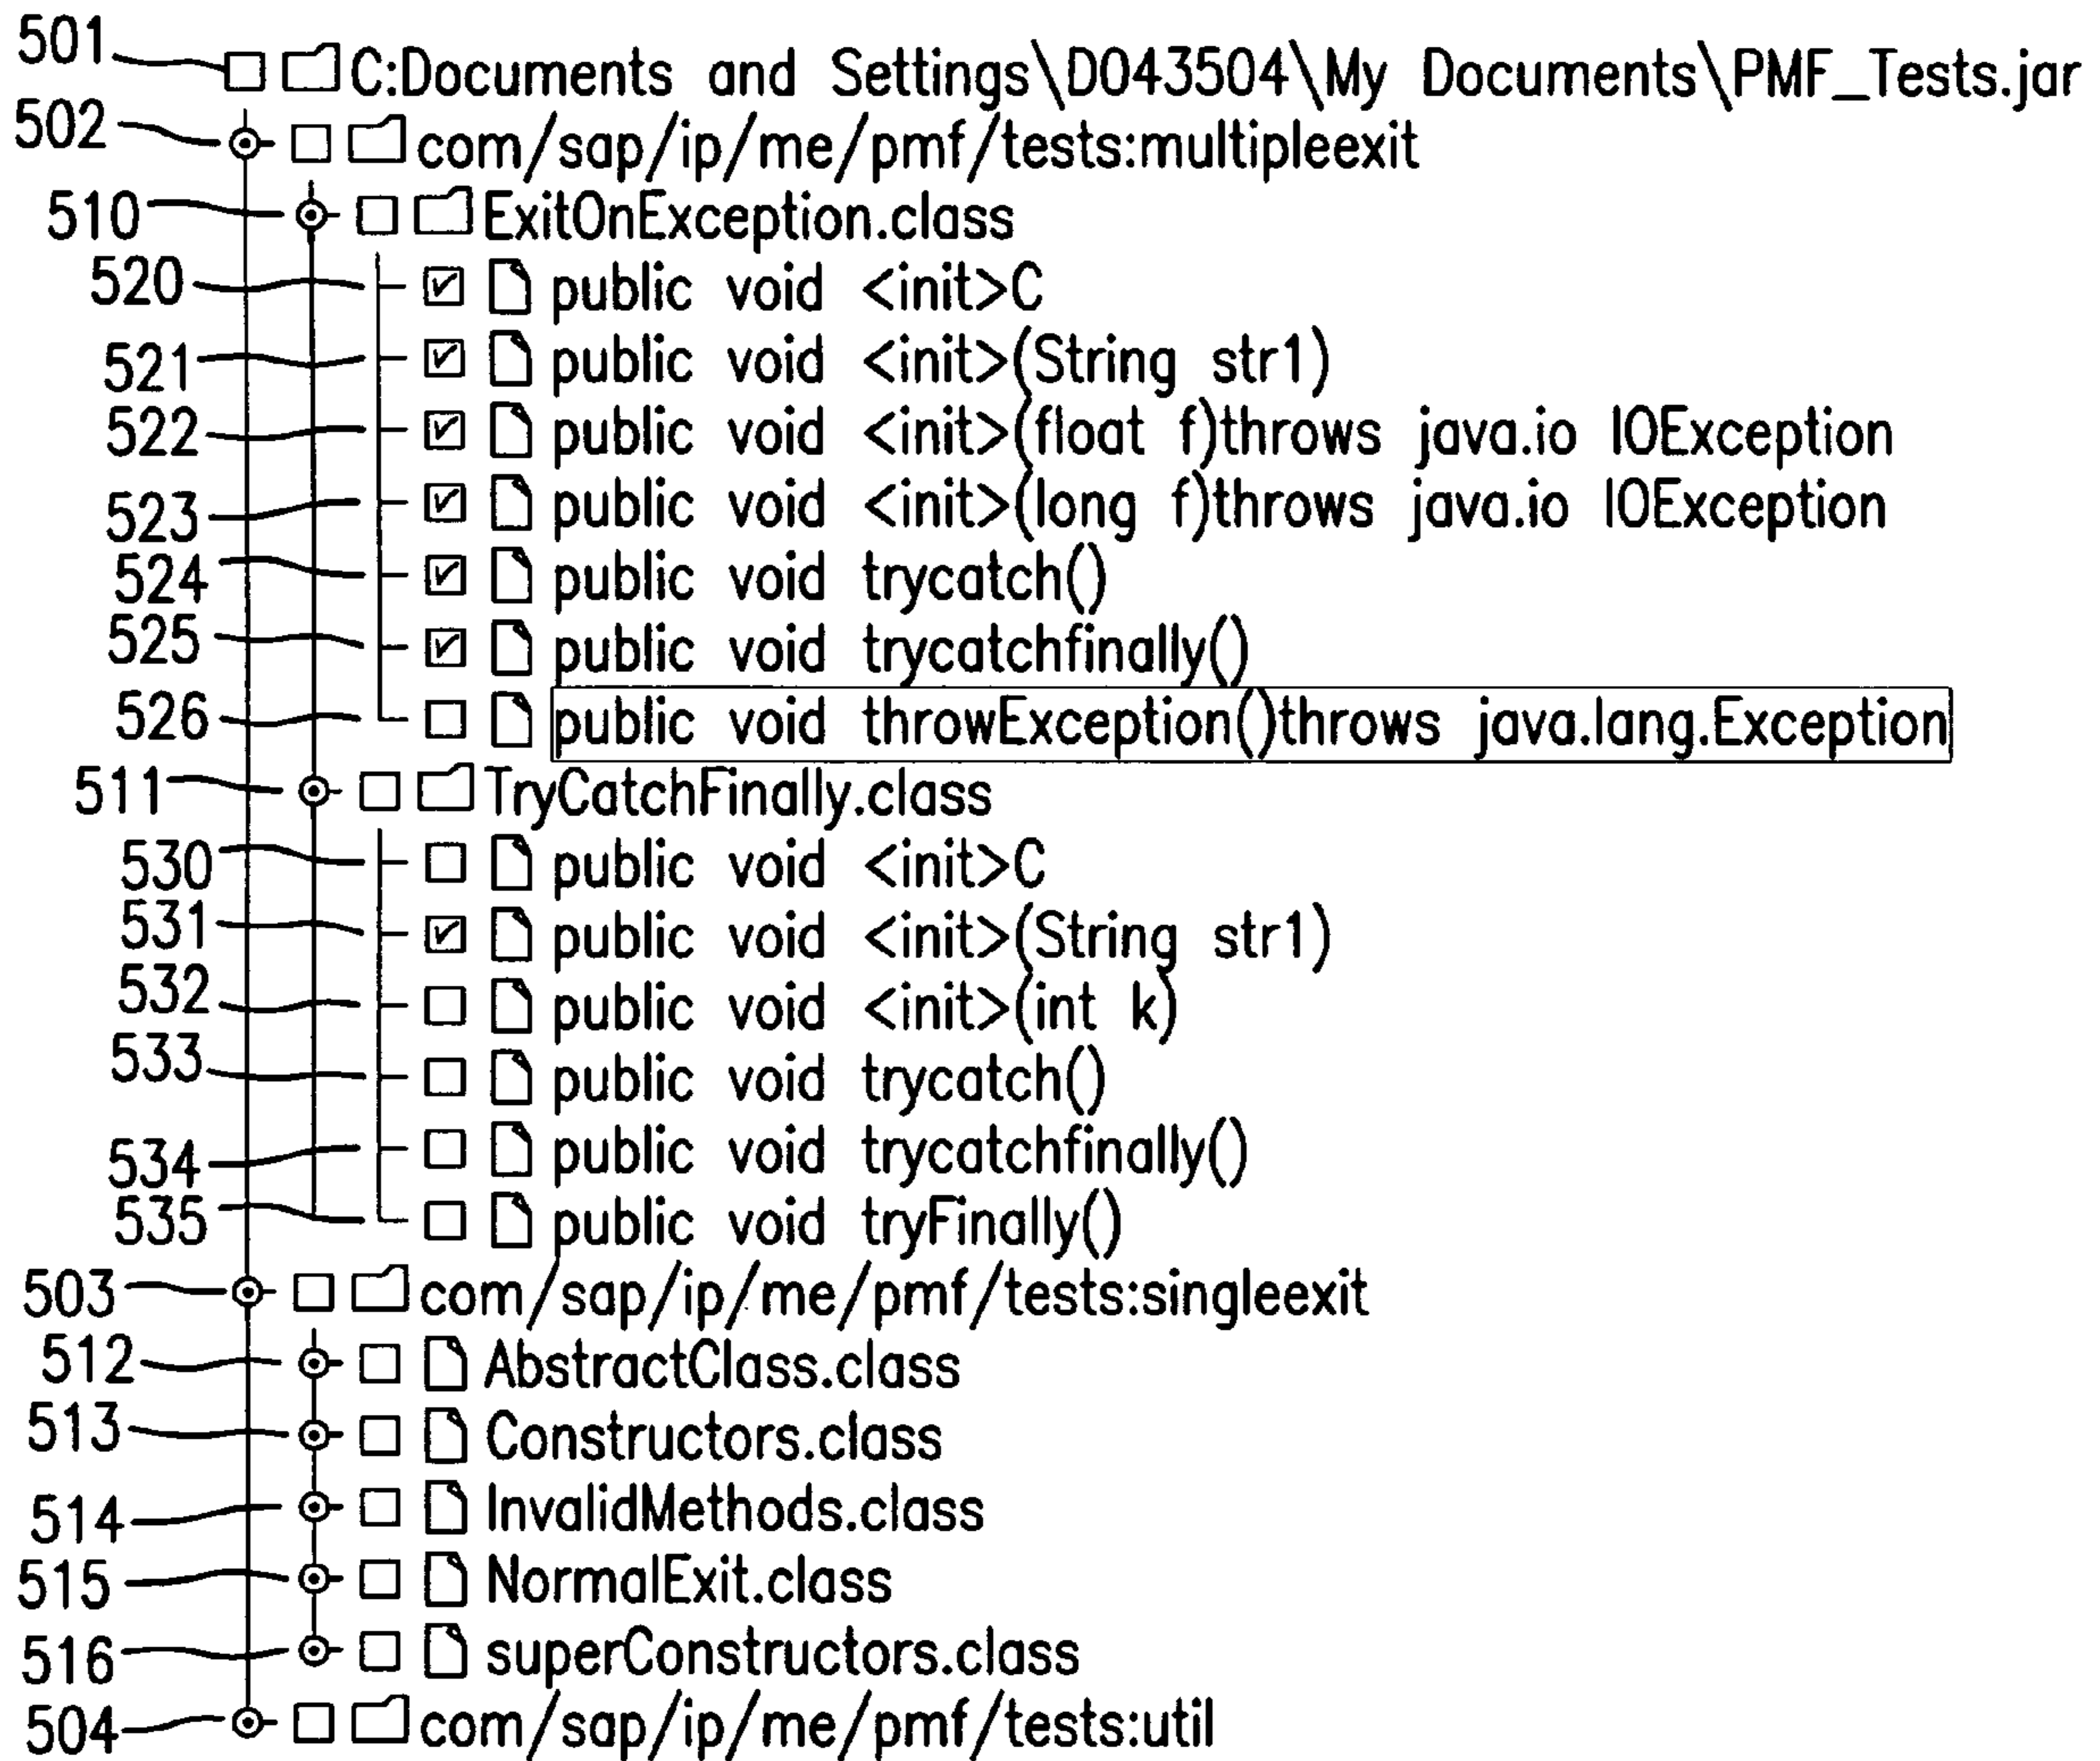 501 C:Documents and Settings\D043504\My Documents\PMF_Tests.jar
502 com/sap/ip/me/pmf/tests:multipleexit
510 ExitOnException.class
520 public void <init>C
521 public void <init>(String str1)
522 public void <init>(float f)throws java.io IOException
523 public void <init>(long f)throws java.io IOException
524 public void trycatch()
525 public void trycatchfinally()
526 public void throwException()throws java.lang.Exception
511 TryCatchFinally.class
530 public void <init>C
531 public void <init>(String str1)
532 public void <init>(int k)
533 public void trycatch()
534 public void trycatchfinally()
535 public void tryFinally()
503 com/sap/ip/me/pmf/tests:singleexit
512 AbstractClass.class
513 Constructors.class
514 InvalidMethods.class
515 NormalExit.class
516 superConstructors.class
504 com/sap/ip/me/pmf/tests:util